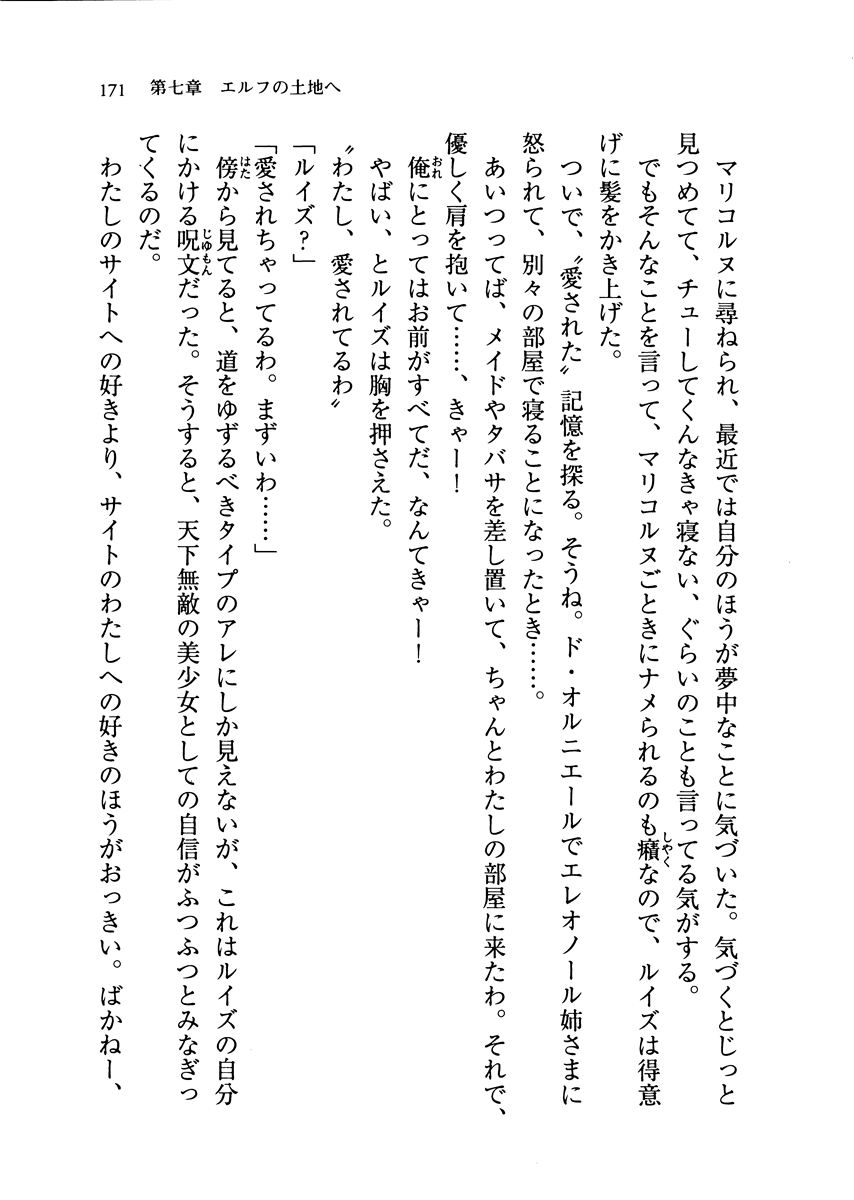 171　第七章　エルフの土地へ
　マリコルヌに尋ねられ、最近では自分のほうが夢中なことに気づいた。気づくとじっと
見つめてて、チューしてくんなきゃ寝ない、ぐらいのことも言ってる気がする。
　でもそんなことを言って、マリコルヌごときにナメられるのも癪なので、ルイズは得意
げに髪をかき上げた。
　ついで、〝愛された〟記憶を探る。そうね。ド・オルニエールでエレオノール姉さまに
怒られて、別々の部屋で寝ることになったとき……。
　あいつってば、メイドやタバサを差し置いて、ちゃんとわたしの部屋に来たわ。それで、
優しく肩を抱いて……、きゃー！
　俺にとってはお前がすべてだ、なんてきゃー！
　やばい、とルイズは胸を押さえた。
〝わたし、愛されてるわ〟
「ルイズ？」
「愛されちゃってるわ。まずいわ……」
　傍から見てると、道をゆずるべきタイプのアレにしか見えないが、これはルイズの自分
にかける呪文だった。そうすると、天下無敵の美少女としての自信がふつふつとみなぎっ
てくるのだ。
　わたしのサイトへの好きより、サイトのわたしへの好きのほうがおっきい。ばかねー、